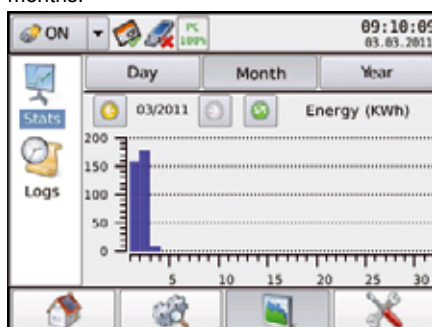 months.
ON
PC
100%
09:10:09
03.03.2011
Day Month Year
03/2011 Energy (KWh)
Stats
Logs
200
150
100
50
0
5 10 15 20 25 30